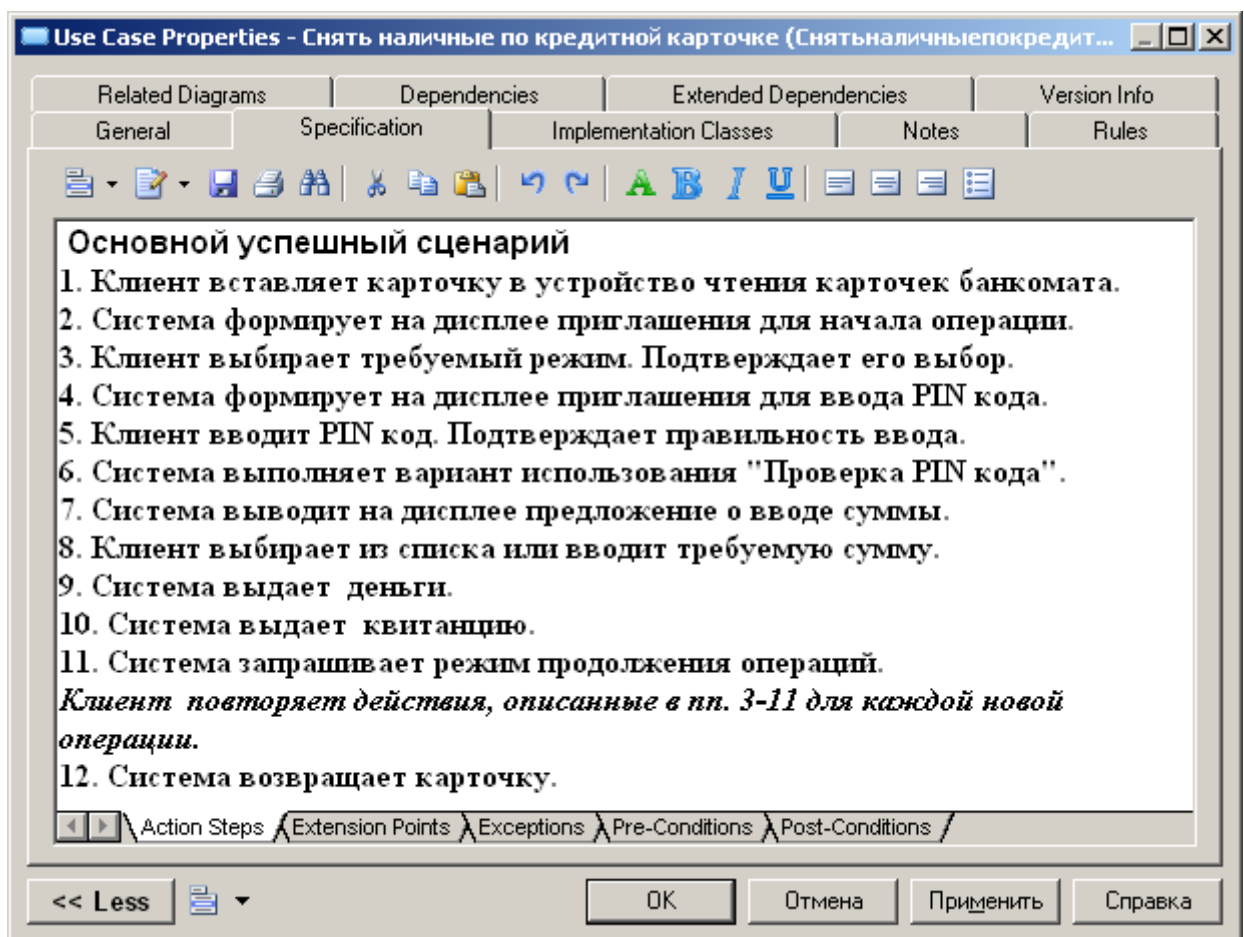 Use Case Properties - Снять наличные по кредитной карточке (Снятьналичныепокредит...
Related Diagrams Dependencies Extended Dependencies Version Info
General Specification Implementation Classes Notes Rules
Основной успешный сценарий
1. Клиент вставляет карточку в устройство чтения карточек банкомата.
2. Система формирует на дисплее приглашения для начала операции.
3. Клиент выбирает требуемый режим. Подтверждает его выбор.
4. Система формирует на дисплее приглашения для ввода PIN кода.
5. Клиент вводит PIN код. Подтверждает правильность ввода.
6. Система выполняет вариант использования "Проверка PIN кода".
7. Система выводит на дисплее предложение о вводе суммы.
8. Клиент выбирает из списка или вводит требуемую сумму.
9. Система выдает деньги.
10. Система выдает квитанцию.
11. Система запрашивает режим продолжения операций.
Клиент повторяет действия, описанные в пп. 3-11 для каждой новой
операции.
12. Система возвращает карточку.
Action Steps Extension Points Exceptions Pre-Conditions Post-Conditions
<< Less OK Отмена Применить Справка